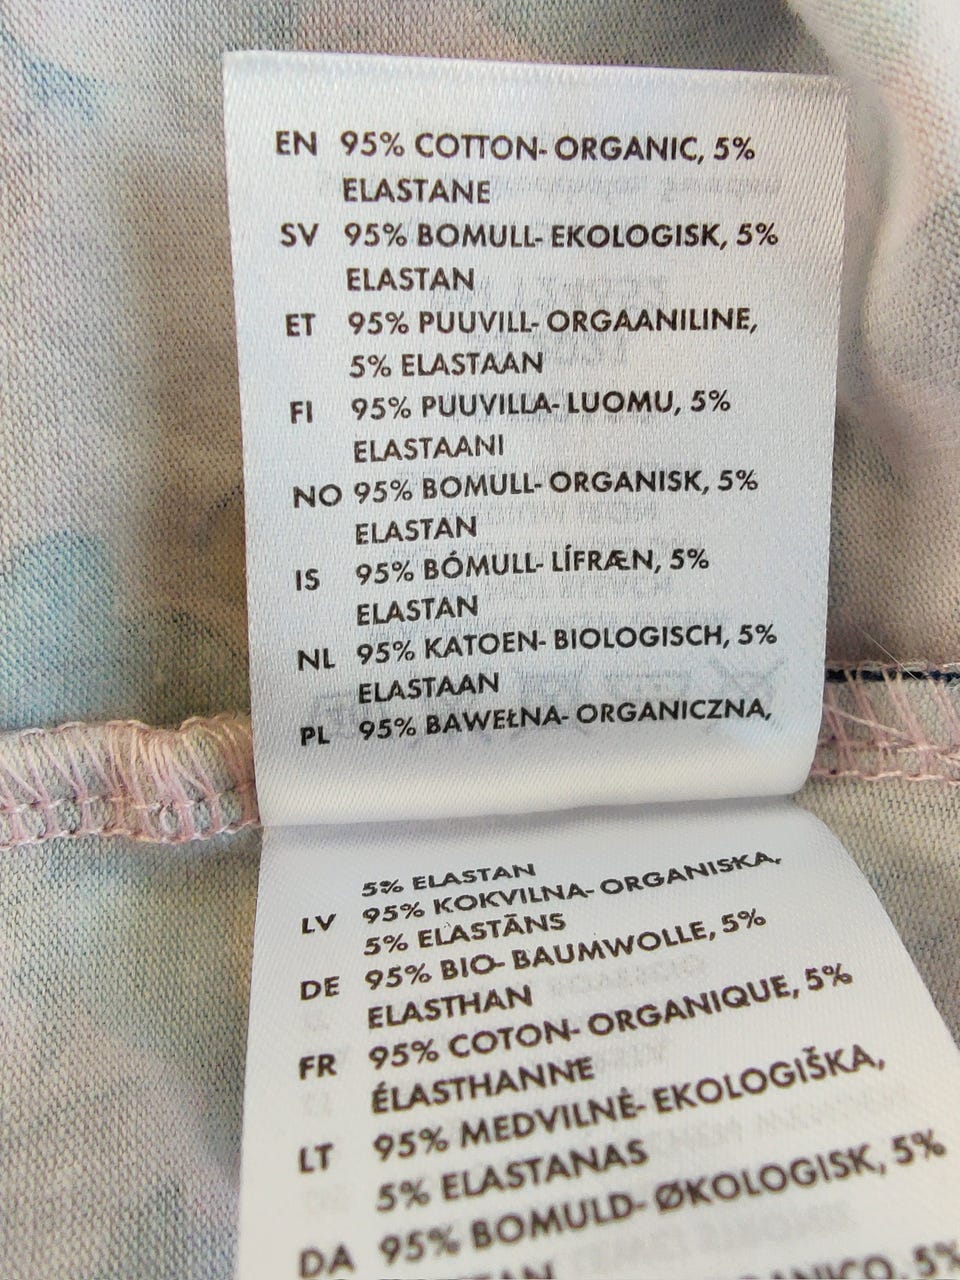 EN 95% COTTON- ORGANIC, 5%
ELASTANE
SV 95% BOMULL- EKOLOGISK, 5%
ELASTAN
ET 95% PUUVILL- ORGAANILINE,
5% ELASTAAN
FI 95% PUUVILLA- LUOMU, 5%
ELASTAANI
NO 95% BOMULL- ORGANISK, 5%
ELASTAN
IS 95% BÓMULL- LÍFRÆN, 5%
ELASTAN
NL 95% KATOEN- BIOLOGISCH, 5%
ELASTAAN
PL 95% BAWEŁNA- ORGANICZNA,
5% ELASTAN
LV 95% KOKVILNA- ORGANISKA,
5% ELASTĀNS
DE 95% BIO- BAUMWOLLE, 5%
ELASTHAN
FR 95% COTON- ORGANIQUE, 5%
ÉLASTHANNE
LT 95% MEDVILNĖ- EKOLOGIŠKA,
5% ELASTANAS
DA 95% BOMULD- ØKOLOGISK, 5%